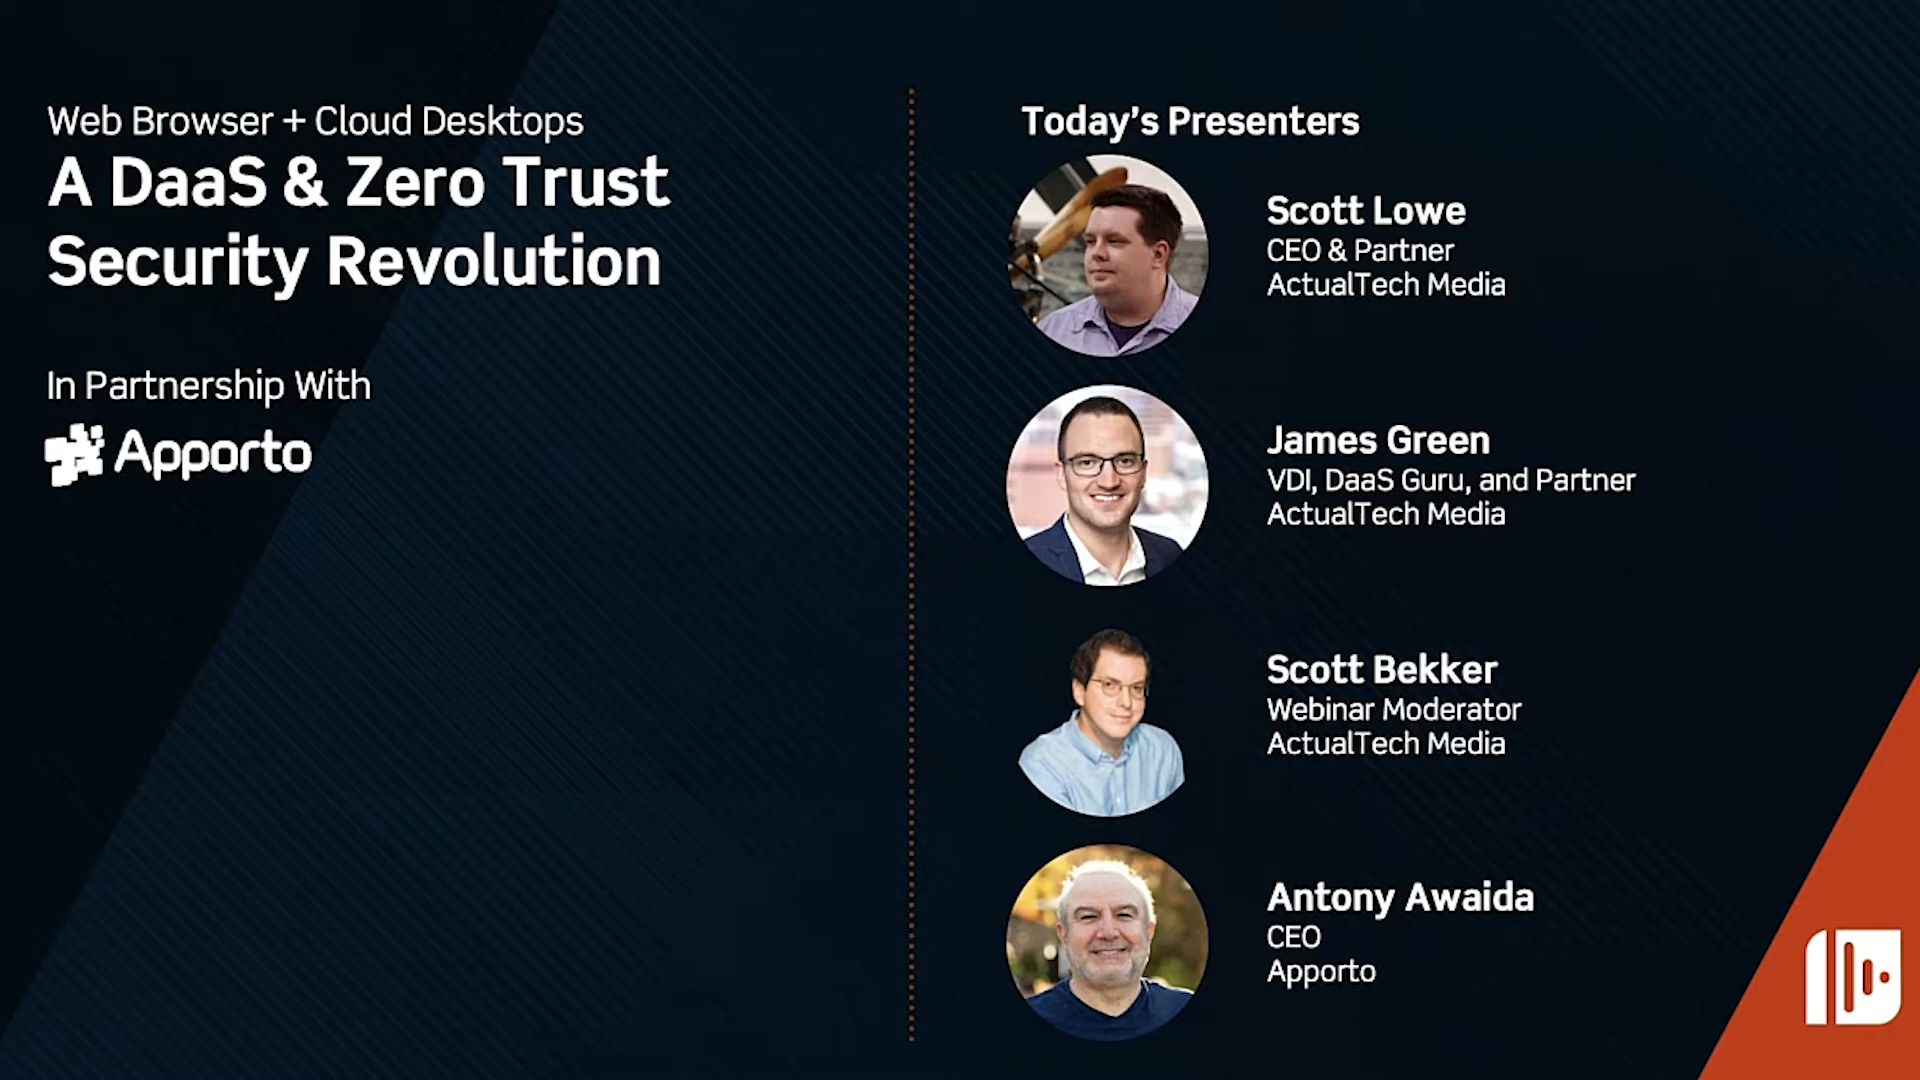 Web Browser + Cloud Desktops
A DaaS & Zero Trust
Security Revolution
In Partnership With
Apporto
Today's Presenters
Scott Lowe
CEO & Partner
ActualTech Media
James Green
VDI, DaaS Guru, and Partner
ActualTech Media
Scott Bekker
Webinar Moderator
ActualTech Media
Antony Awaida
CEO
Apporto